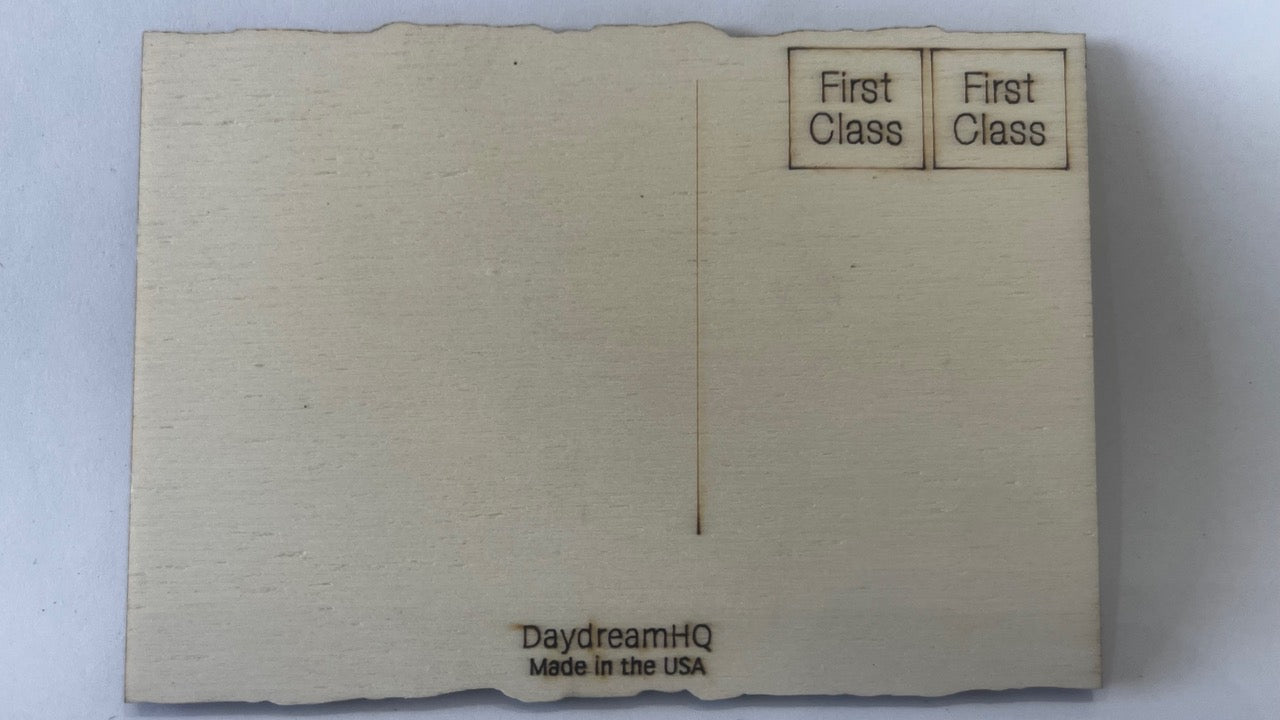 First
Class
First
Class
DaydreamHQ
Made in the USA